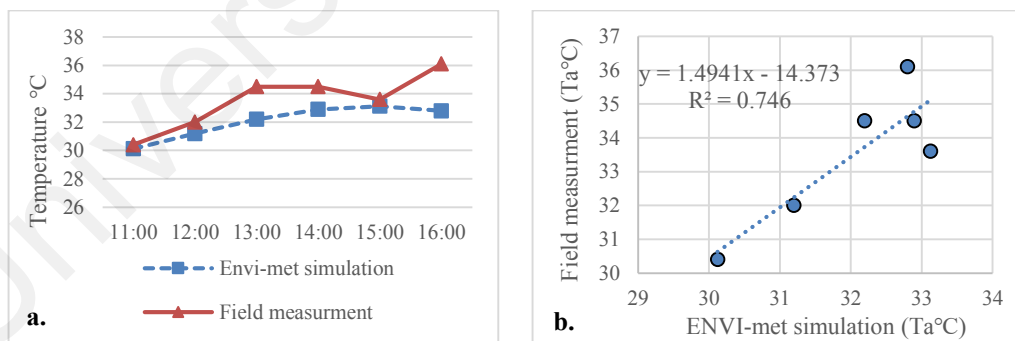 Univers
38
36
34
32
30
28
26
Temperature °C
11:00 12:00 13:00 14:00 15:00 16:00
Envi-met simulation
Field measurment
a.
37
36
35
34
33
32
31
30
Field measurment (Ta°C)
y = 1.4941x - 14.373
R² = 0.746
29 30 31 32 33 34
ENVI-met simulation (Ta°C)
b.